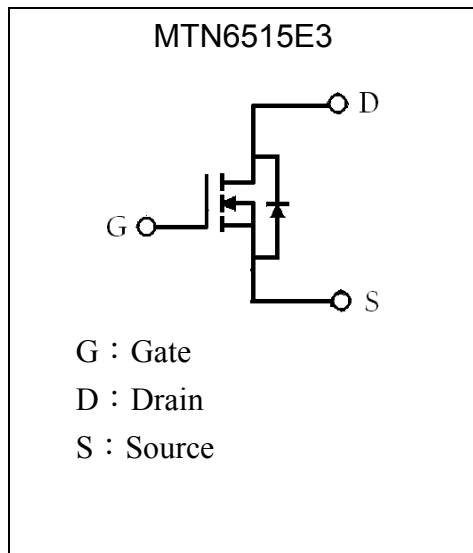 MTN6515E3
D
G
S
G：Gate
D：Drain
S：Source